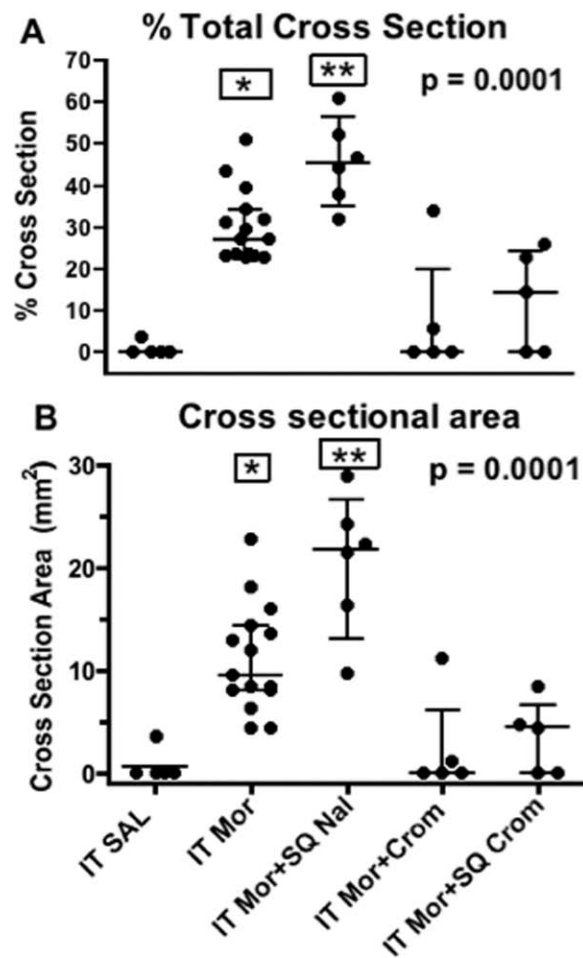 A % Total Cross Section
70
60
50
40
30
20
10
0
% Cross Section
*
**
p = 0.0001
B Cross sectional area
30
20
10
0
Cross Section Area (mm²)
*
**
p = 0.0001
IT SAL
IT Mor
IT Mor+SQ Nal
IT Mor+Crom
IT Mor+SQ Crom